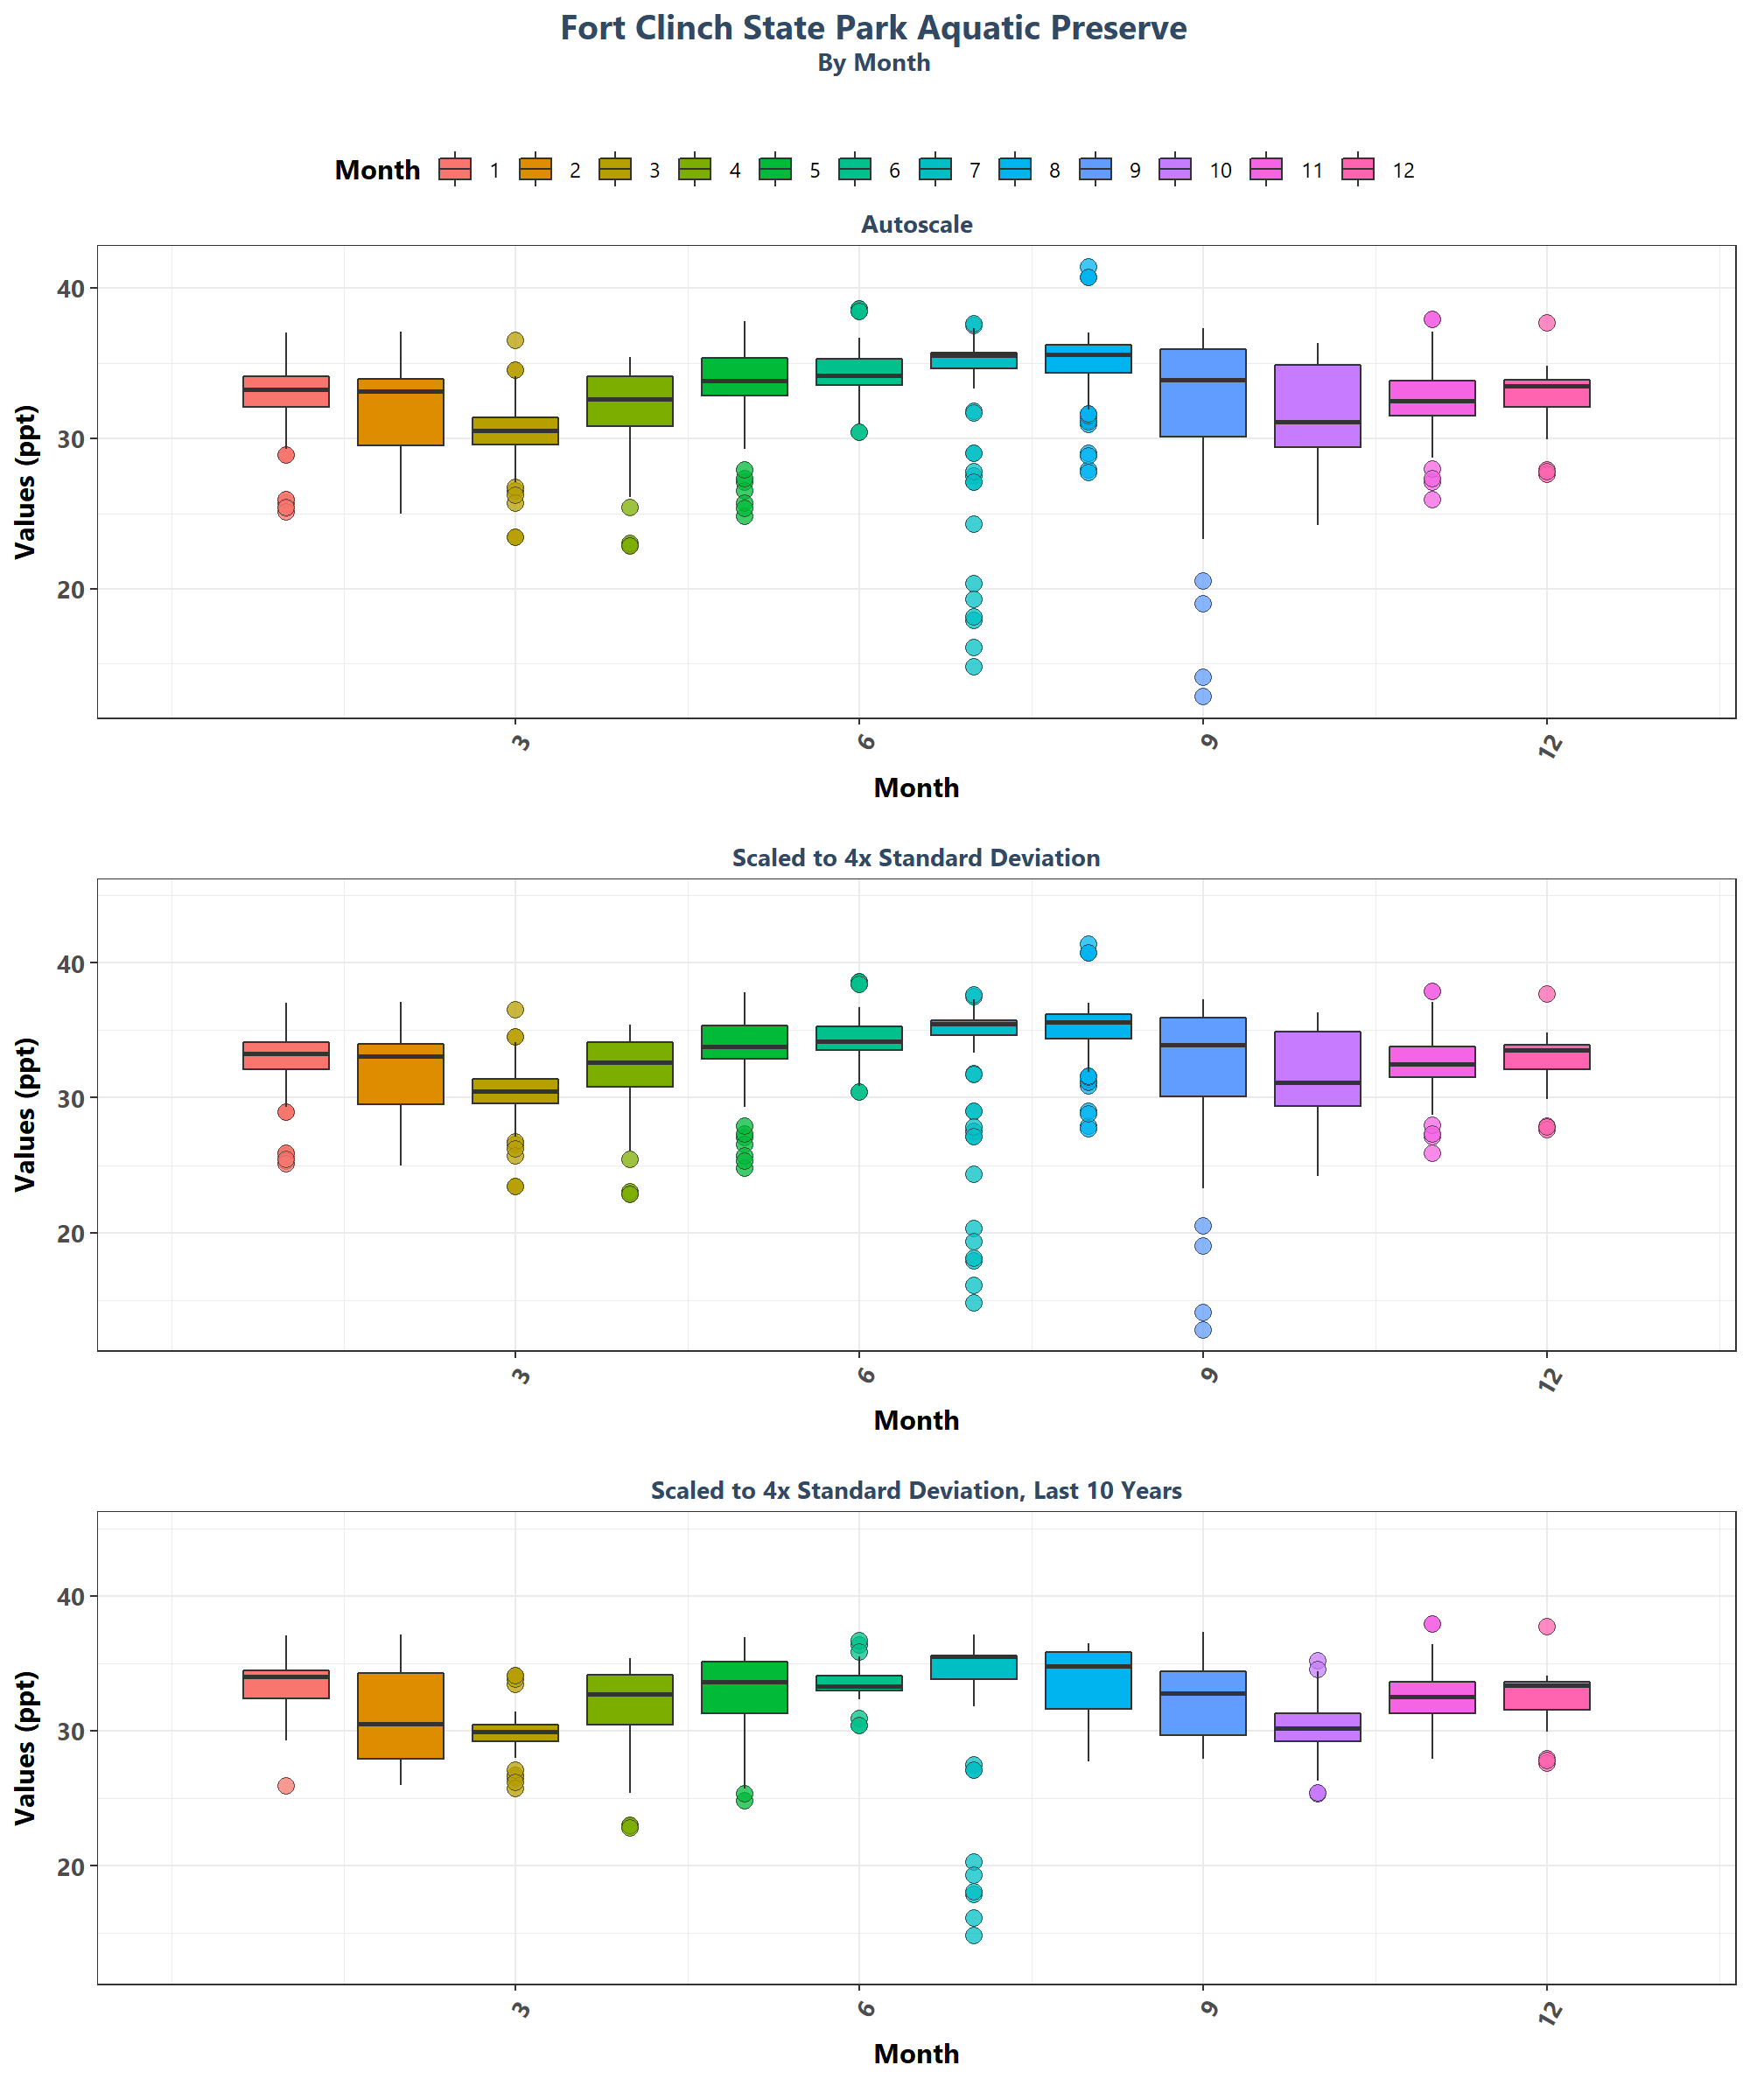 Fort Clinch State Park Aquatic Preserve
By Month
Month 1 2 3 4 5 6 7 8 9 10 11 12
Autoscale
Values (ppt)
40
30
20
3 6 9 12
Month
Scaled to 4x Standard Deviation
Values (ppt)
40
30
20
3 6 9 12
Month
Scaled to 4x Standard Deviation, Last 10 Years
Values (ppt)
40
30
20
3 6 9 12
Month